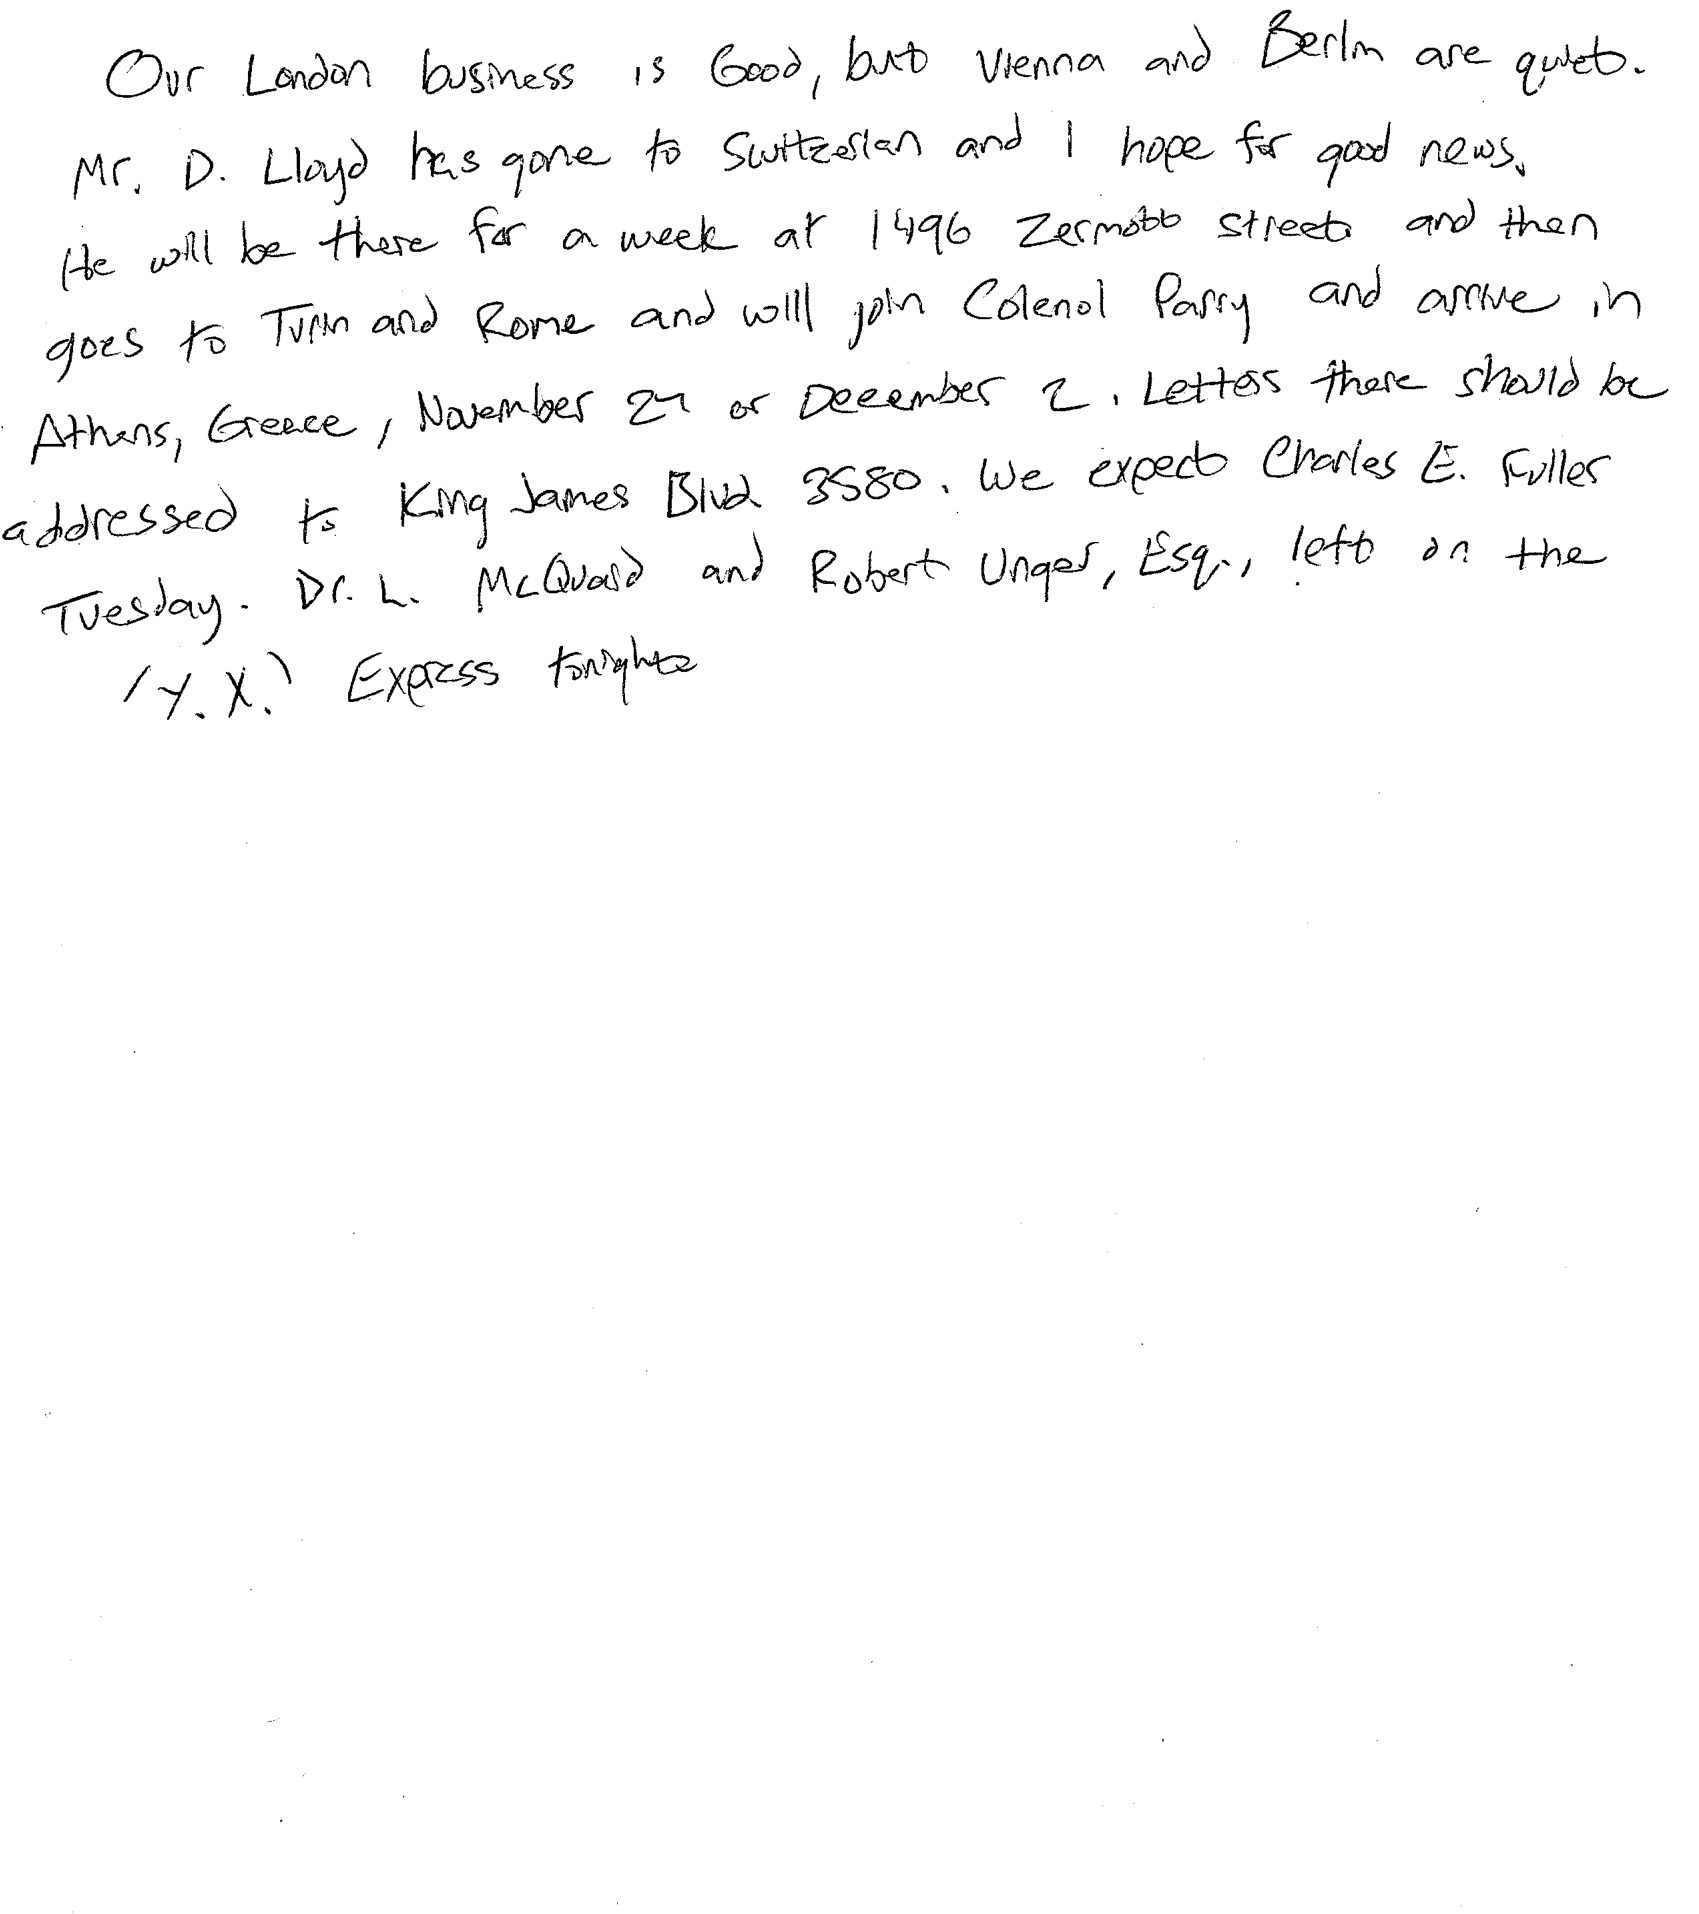 Our London business is Good, but Vienna and Berlin are quiet.
Mr. D. Lloyd has gone to Switzerlan and I hope for good news.
He will be there for a week at 1496 Zermott street and then
goes to Turin and Rome and will join Colenol Parry and arrive in
Athens, Greece, November 27 or December 2. Letters there should be
addressed to King James Blvd 3580. We expect Charles E. Fuller
Tuesday. Dr. L. McQuaid and Robert Unger, Esq., left on the
'Y.X.' Express tonight